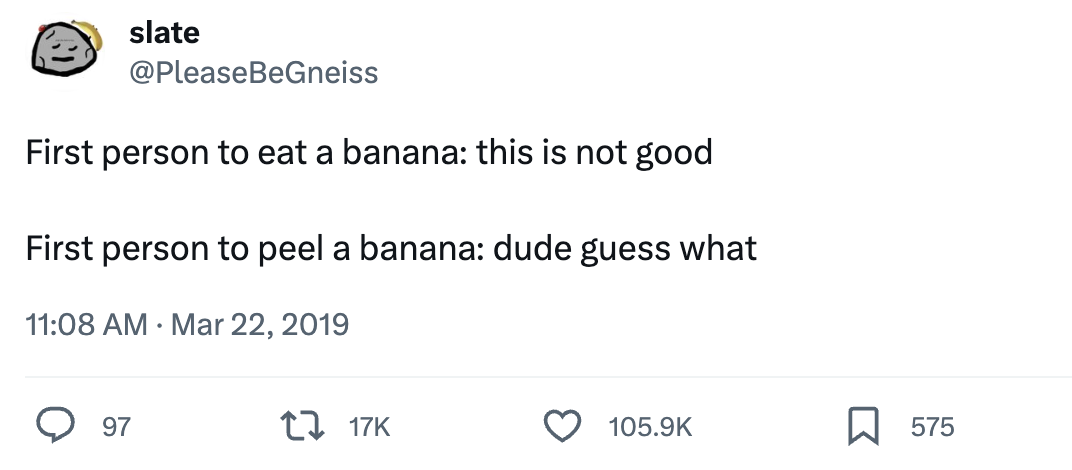 slate
@PleaseBeGneiss
First person to eat a banana: this is not good
First person to peel a banana: dude guess what
11:08 AM · Mar 22, 2019
97 17K 105.9K 575